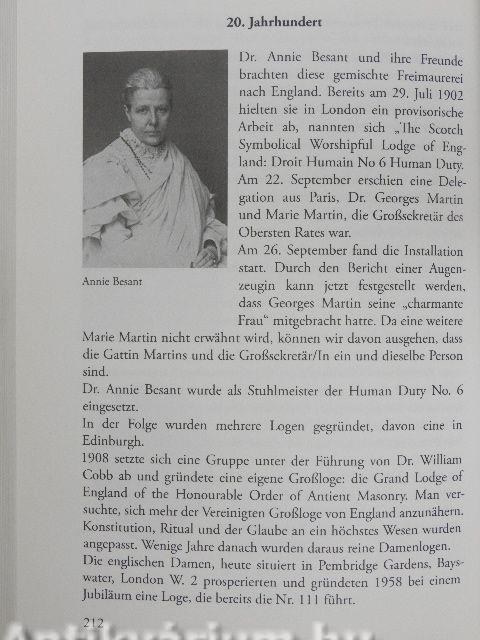 20. Jahrhundert
Dr. Annie Besant und ihre Freunde
brachten diese gemischte Freimaurerei
nach England. Bereits am 29. Juli 1902
hielten sie in London ein provisorische
Arbeit ab, nannten sich „The Scotch
Symbolical Worshipful Lodge of Eng-
land: Droit Humain No 6 Human Duty.
Am 22. September erschien eine Dele-
gation aus Paris, Dr. Georges Martin
und Marie Martin, die Großsekretär des
Obersten Rates war.
Am 26. September fand die Installation
statt. Durch den Bericht einer Augen-
zeugin kann jetzt festgestellt werden,
dass Georges Martin seine „charmante
Frau“ mitgebracht hatte. Da eine weitere
Annie Besant
Marie Martin nicht erwähnt wird, können wir davon ausgehen, dass
die Gattin Martins und die Großsekretär/In ein und dieselbe Person
sind.
Dr. Annie Besant wurde als Stuhlmeister der Human Duty No. 6
eingesetzt.
In der Folge wurden mehrere Logen gegründet, davon eine in
Edinburgh.
1908 setzte sich eine Gruppe unter der Führung von Dr. William
Cobb ab und gründete eine eigene Großloge: die Grand Lodge of
England of the Honourable Order of Antient Masonry. Man ver-
suchte, sich mehr der Vereinigten Großloge von England anzunähern.
Konstitution, Ritual und der Glaube an ein höchstes Wesen wurden
angepasst. Wenige Jahre danach wurden daraus reine Damenlogen.
Die englischen Damen, heute situiert in Pembridge Gardens, Bays-
water, London W. 2 prosperierten und gründeten 1958 bei einem
Jubiläum eine Loge, die bereits die Nr. 111 führt.
212
Antikvárium.hu